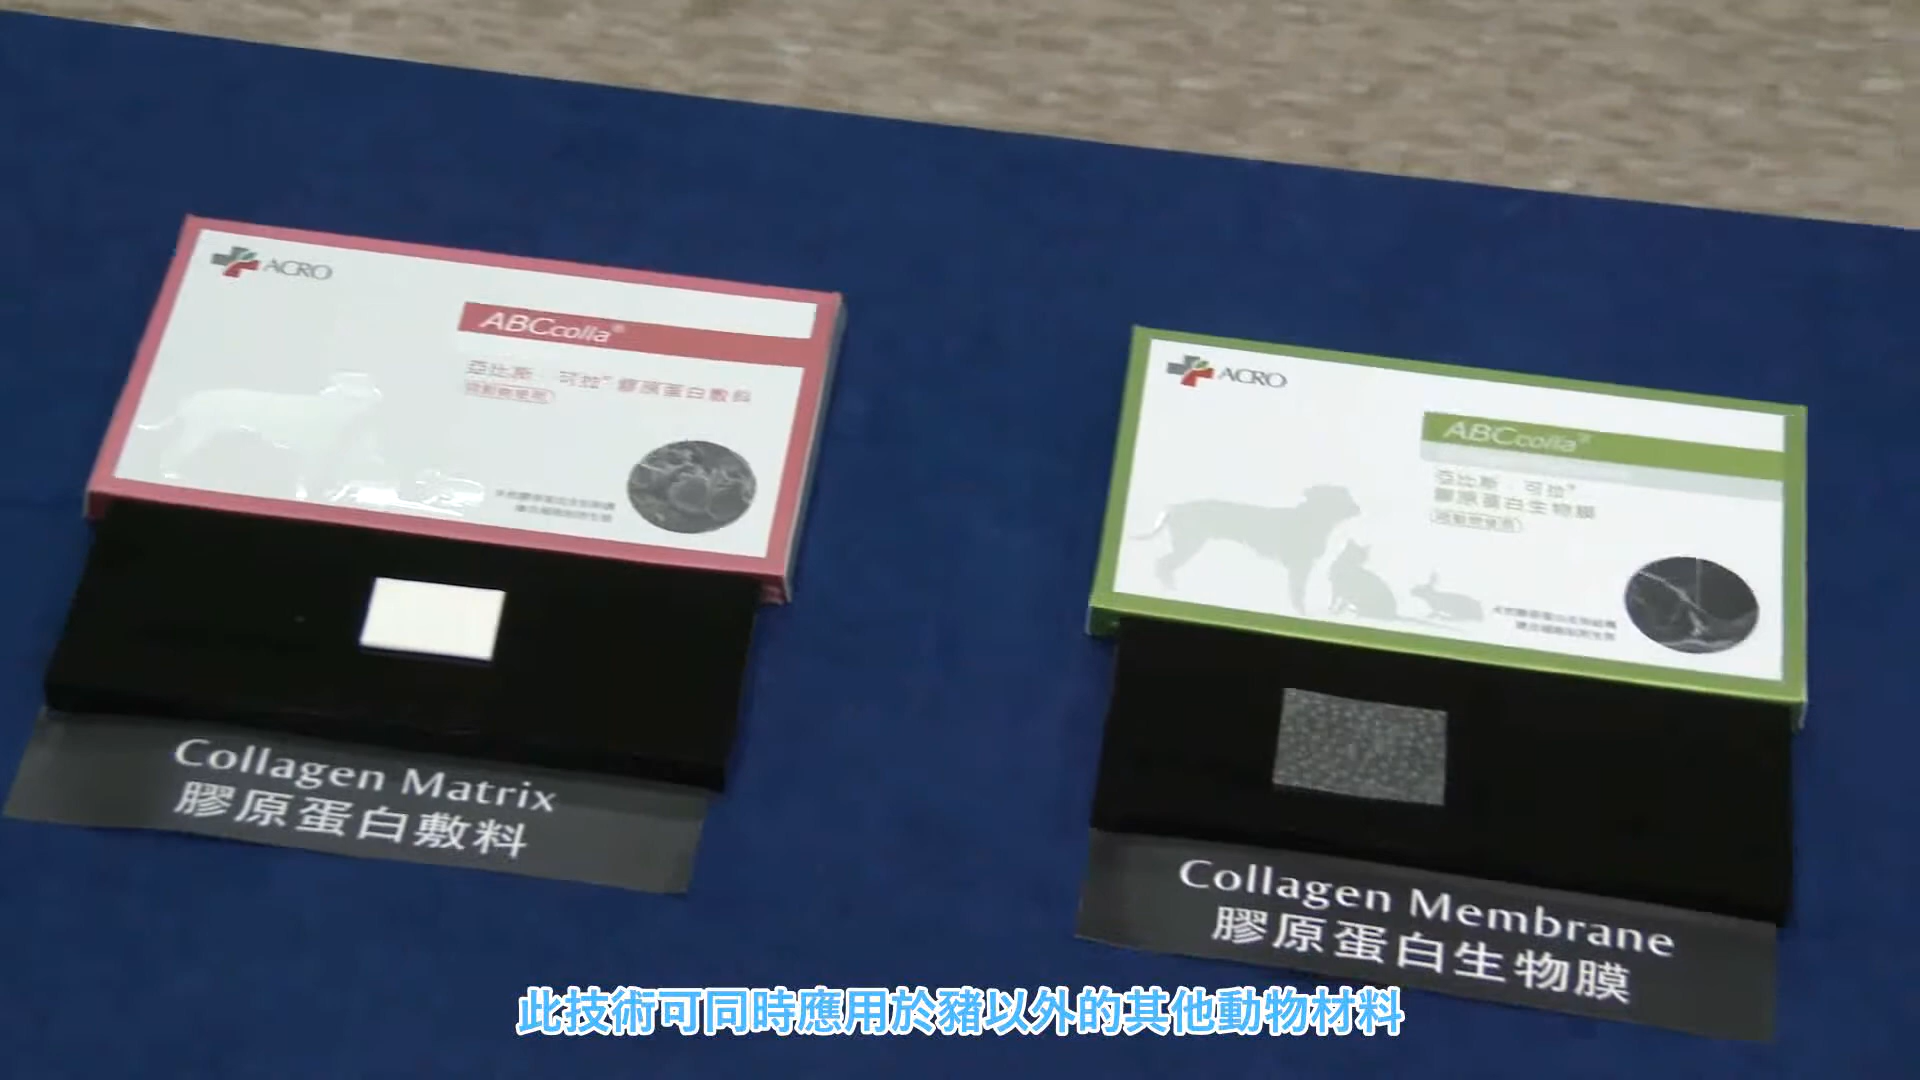 ACRO
ABCcolla®
亞比斯．可拉® 膠原蛋白敷料
Collagen Matrix
膠原蛋白敷料
ACRO
ABCcolla®
亞比斯．可拉®
膠原蛋白生物膜
Collagen Membrane
膠原蛋白生物膜
此技術可同時應用於豬以外的其他動物材料